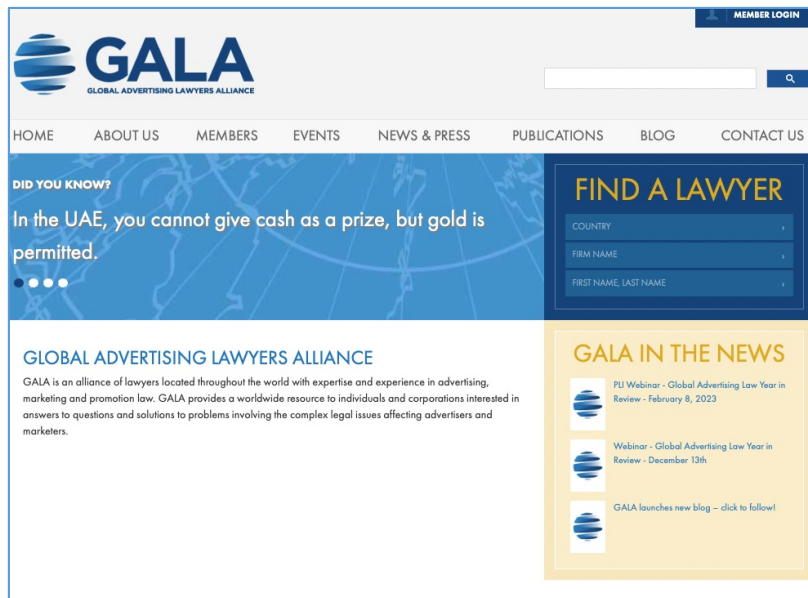 MEMBER LOGIN
GALA
GLOBAL ADVERTISING LAWYERS ALLIANCE
HOME ABOUT US MEMBERS EVENTS NEWS & PRESS PUBLICATIONS BLOG CONTACT US
DID YOU KNOW?
In the UAE, you cannot give cash as a prize, but gold is
permitted.
FIND A LAWYER
COUNTRY
FIRM NAME
FIRST NAME, LAST NAME
GLOBAL ADVERTISING LAWYERS ALLIANCE
GALA is an alliance of lawyers located throughout the world with expertise and experience in advertising,
marketing and promotion law. GALA provides a worldwide resource to individuals and corporations interested in
answers to questions and solutions to problems involving the complex legal issues affecting advertisers and
marketers.
GALA IN THE NEWS
PLI Webinar - Global Advertising Law Year in
Review - February 8, 2023
Webinar - Global Advertising Law Year in
Review - December 13th
GALA launches new blog – click to follow!